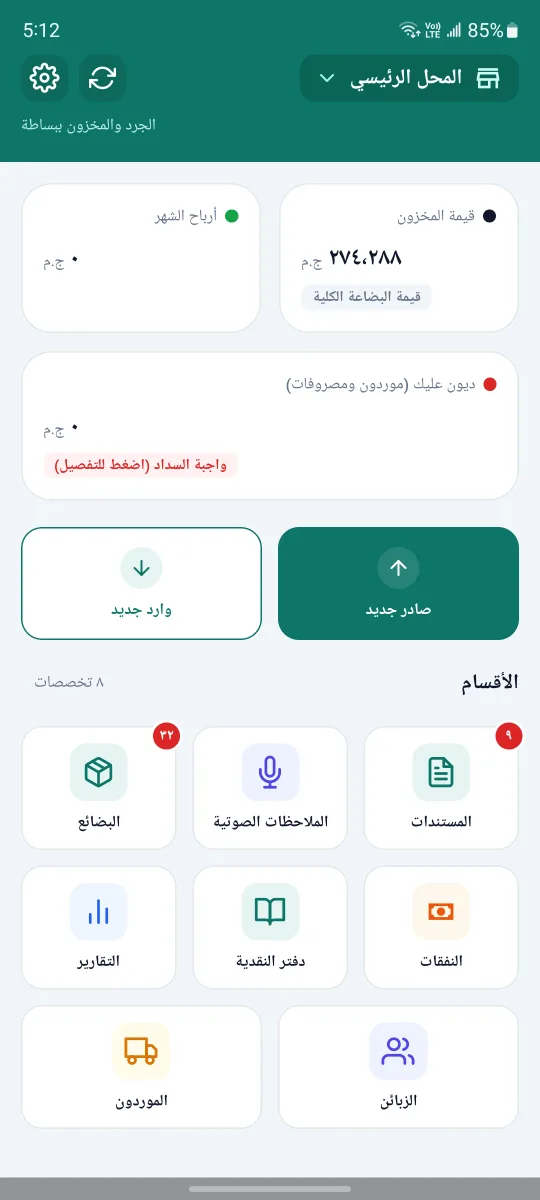 5:12
Vo)) LTE 85%
المحل الرئيسي
الجرد والمخزون ببساطة
قيمة المخزون
٢٧٤،٢٨٨ ج.م
قيمة البضاعة الكلية
أرباح الشهر
٠ ج.م
ديون عليك (موردون ومصروفات)
٠ ج.م
واجبة السداد (اضغط للتفصيل)
صادر جديد
وارد جديد
الأقسام
٨ تخصصات
٩
المستندات
الملاحظات الصوتية
٣٢
البضائع
النفقات
دفتر النقدية
التقارير
الزبائن
الموردون